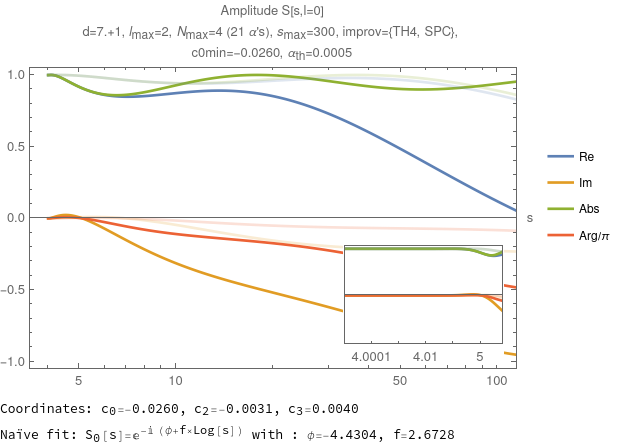 Amplitude S[s,l=0]
d=7.+1, lmax=2, Nmax=4 (21 α's), smax=300, improv={TH4, SPC},
c0min=−0.0260, αth=0.0005
1.0
0.5
0.0
−0.5
−1.0
5
10
50
100
s
Re
Im
Abs
Arg/π
4.0001
4.01
5
Coordinates: c0=-0.0260, c2=-0.0031, c3=0.0040
Naïve fit: S0[s]=e^-i (ϕ+f×Log[s]) with : ϕ=-4.4304, f=2.6728